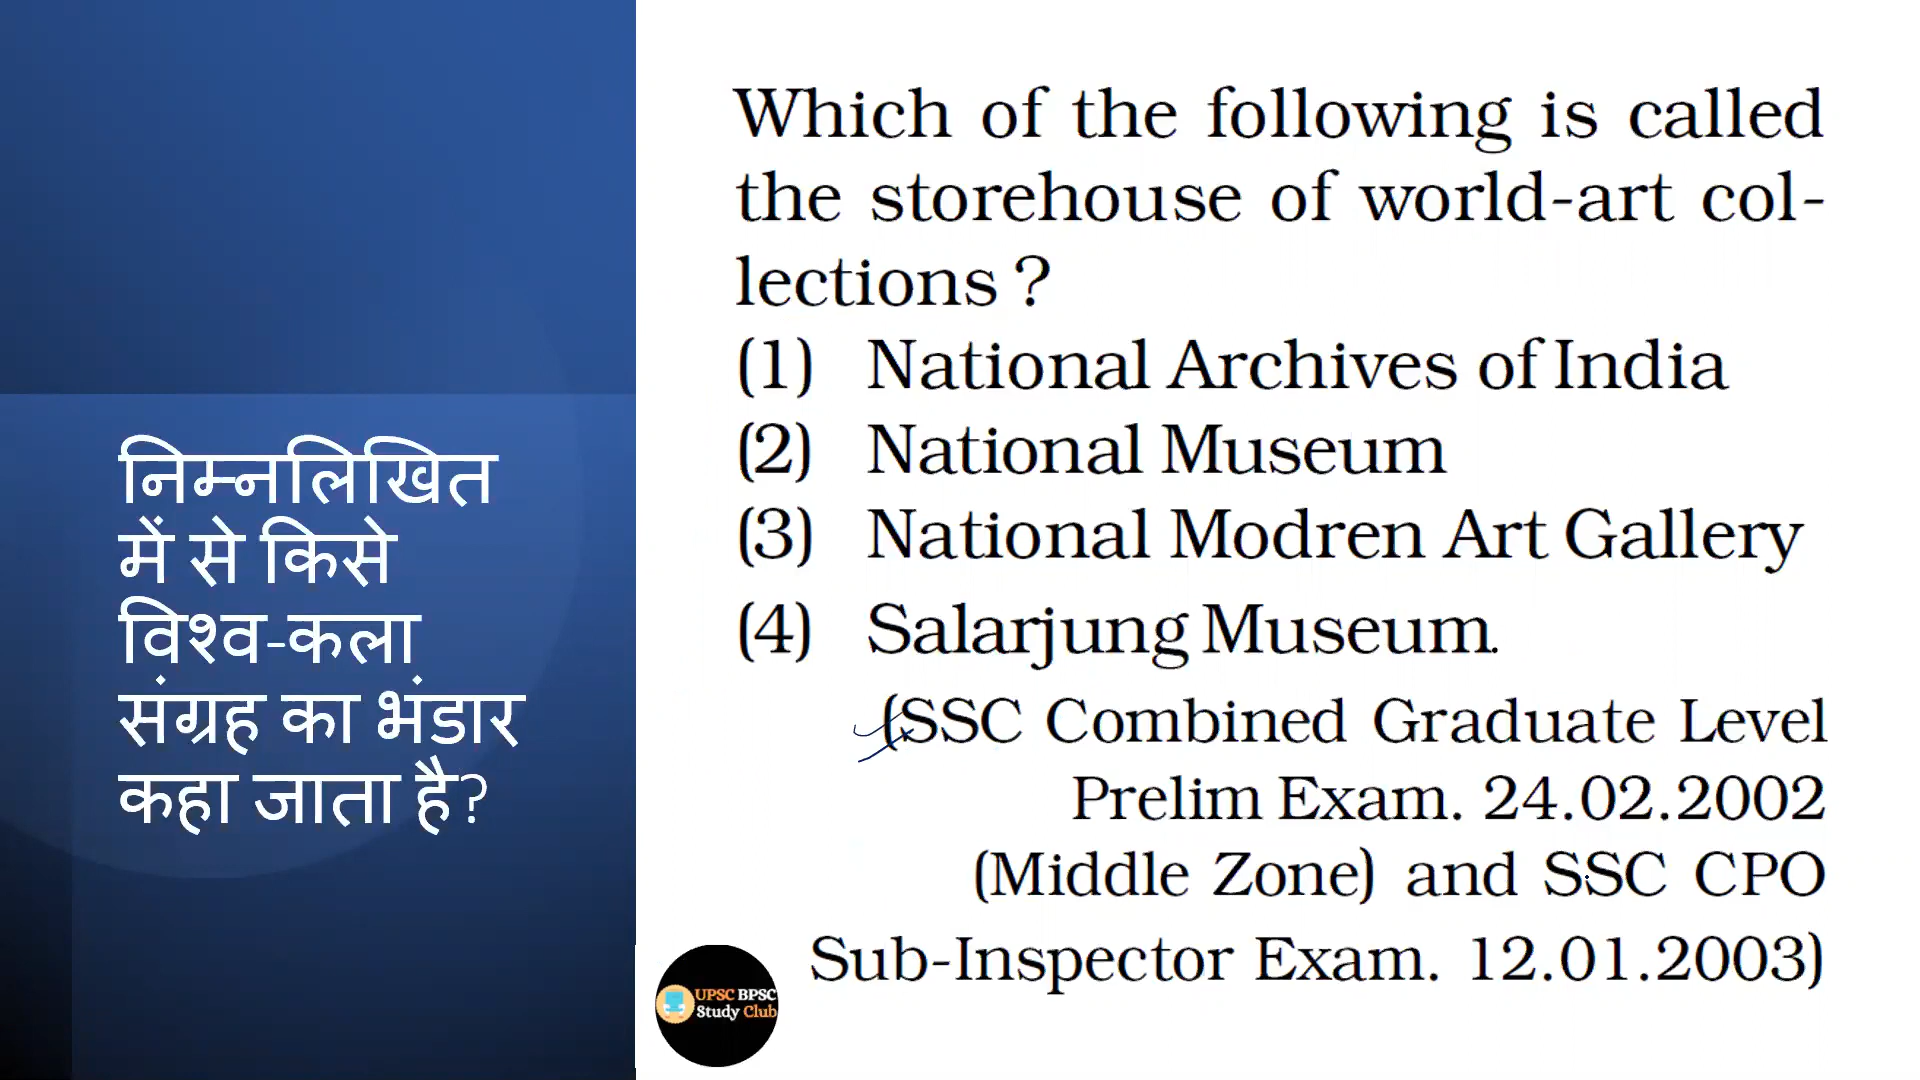 निम्नलिखित
में से किसे
विश्व-कला
संग्रह का भंडार
कहा जाता है?
Which of the following is called
the storehouse of world-art col-
lections ?
(1) National Archives of India
(2) National Museum
(3) National Modren Art Gallery
(4) Salarjung Museum.
(SSC Combined Graduate Level
Prelim Exam. 24.02.2002
(Middle Zone) and SSC CPO
Sub-Inspector Exam. 12.01.2003)
UPSC BPSC
Study Club